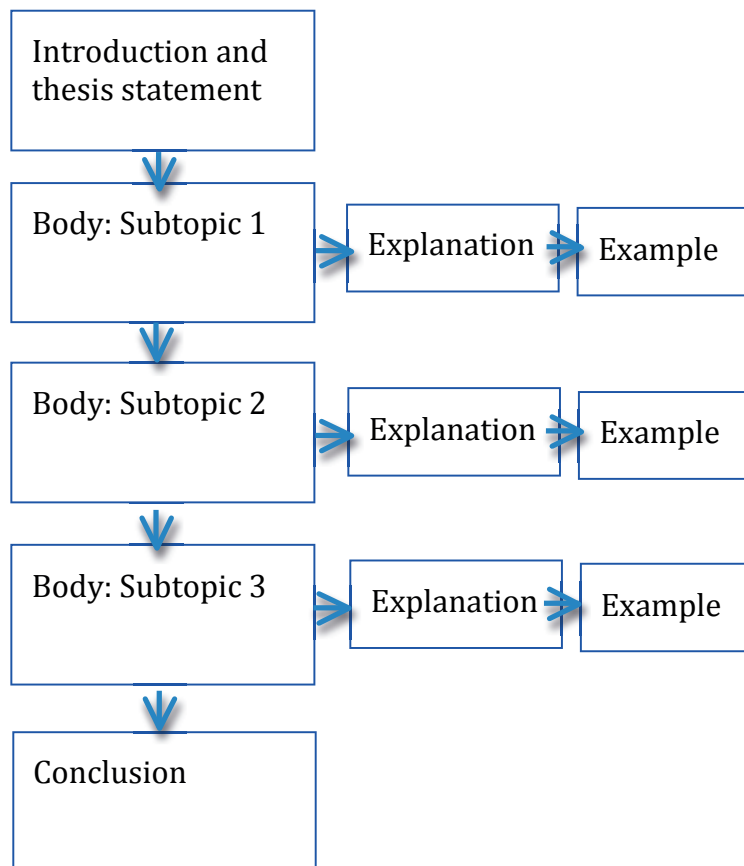 Introduction and
thesis statement
Body: Subtopic 1
Explanation
Example
Body: Subtopic 2
Explanation
Example
Body: Subtopic 3
Explanation
Example
Conclusion